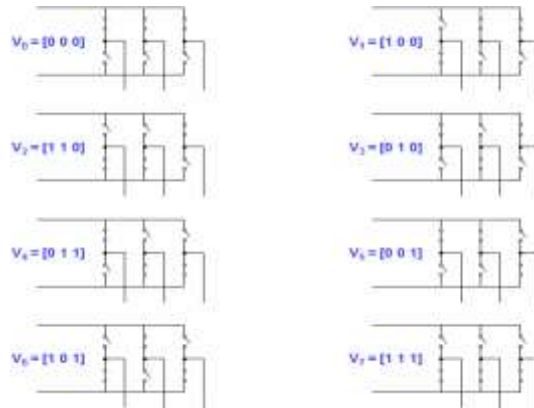 V₀ = [0 0 0]
V₁ = [1 0 0]
V₂ = [1 1 0]
V₃ = [0 1 0]
V₄ = [0 1 1]
V₅ = [0 0 1]
V₆ = [1 0 1]
V₇ = [1 1 1]